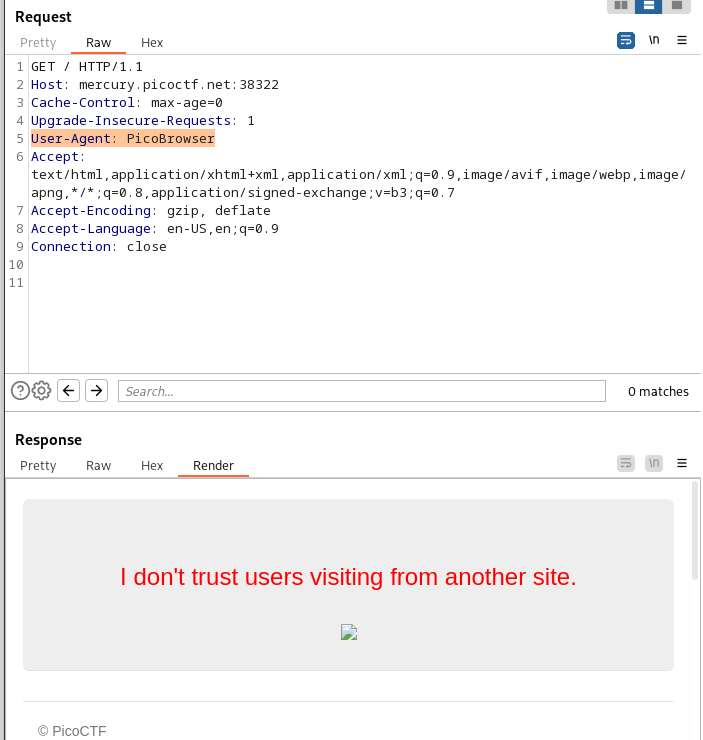 Request
Pretty Raw Hex
\n
1 GET / HTTP/1.1
2 Host: mercury.picoctf.net:38322
3 Cache-Control: max-age=0
4 Upgrade-Insecure-Requests: 1
5 User-Agent: PicoBrowser
6 Accept:
text/html,application/xhtml+xml,application/xml;q=0.9,image/avif,image/webp,image/
apng,*/*;q=0.8,application/signed-exchange;v=b3;q=0.7
7 Accept-Encoding: gzip, deflate
8 Accept-Language: en-US,en;q=0.9
9 Connection: close
10
11
Search... 0 matches
Response
Pretty Raw Hex Render
\n
I don't trust users visiting from another site.
© PicoCTF